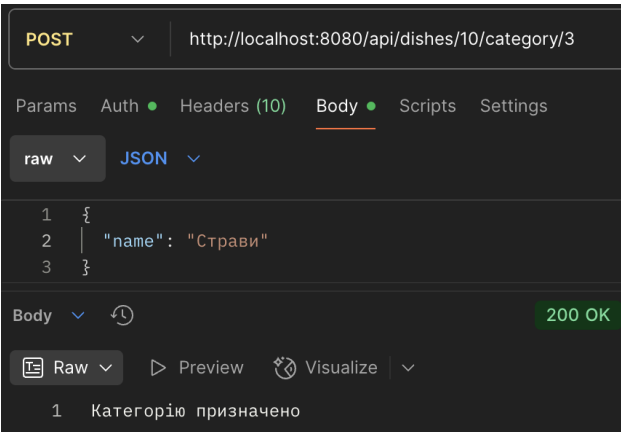 POST http://localhost:8080/api/dishes/10/category/3
Params Auth Headers (10) Body Scripts Settings
raw JSON
1 {
2 "name": "Страви"
3 }
Body 200 OK
Raw Preview Visualize
1 Категорію призначено